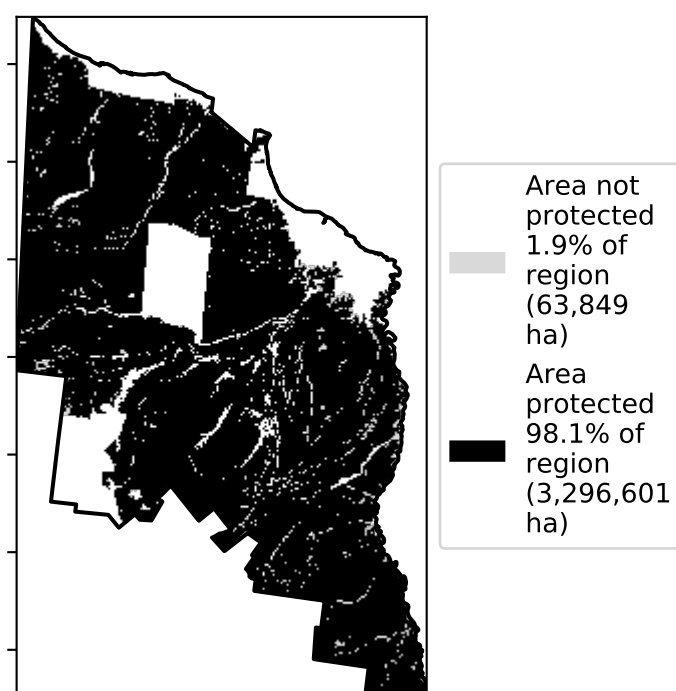 Area not
protected
1.9% of
region
(63,849
ha)
Area
protected
98.1% of
region
(3,296,601
ha)